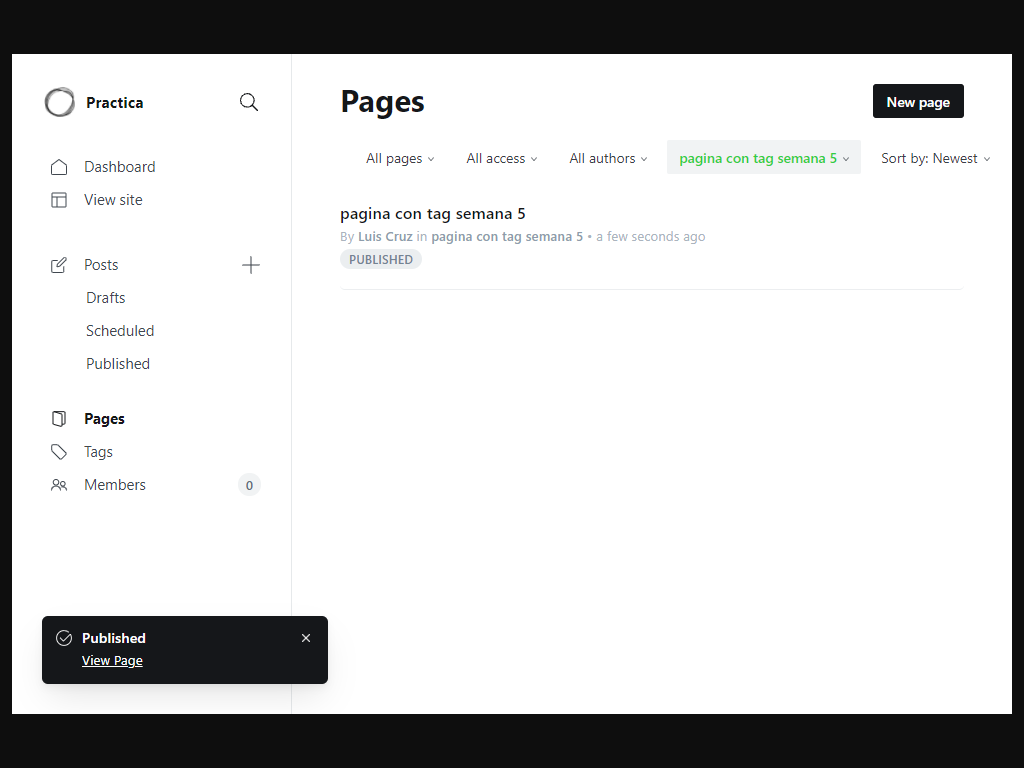 Practica
Dashboard
View site
Posts
Drafts
Scheduled
Published
Pages
Tags
Members
0
Published
View Page
Pages
New page
All pages
All access
All authors
pagina con tag semana 5
Sort by: Newest
pagina con tag semana 5
By Luis Cruz in pagina con tag semana 5 • a few seconds ago
PUBLISHED